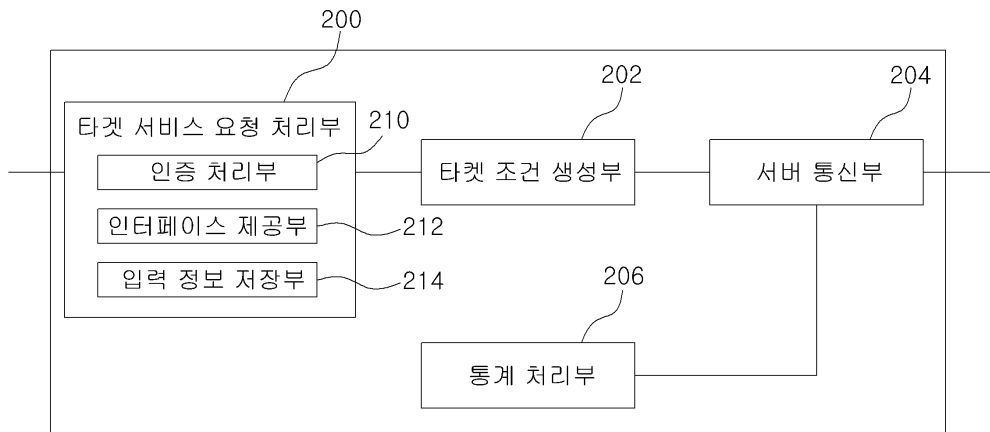 200
202
204
타겟 서비스 요청 처리부
210
인증 처리부
타켓 조건 생성부
서버 통신부
인터페이스 제공부
212
입력 정보 저장부
214
206
통계 처리부